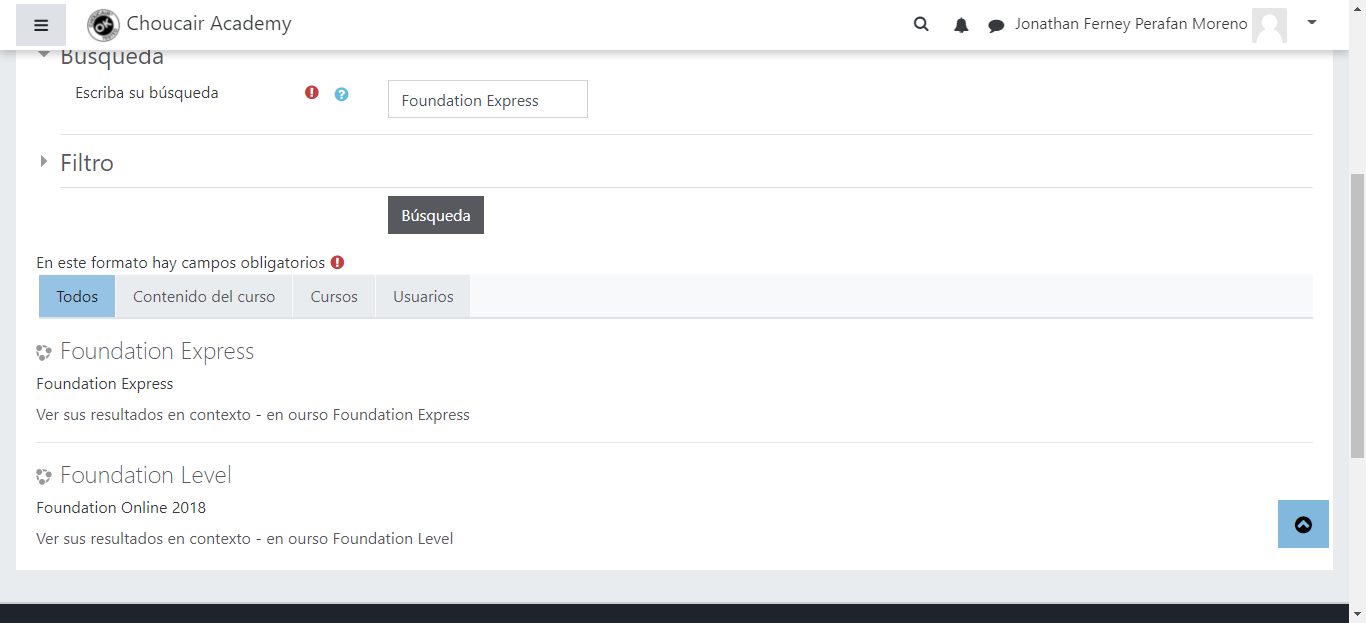 Choucair Academy
Jonathan Ferney Perafan Moreno
Búsqueda
Escriba su búsqueda
Foundation Express
Filtro
Búsqueda
En este formato hay campos obligatorios
Todos Contenido del curso Cursos Usuarios
Foundation Express
Foundation Express
Ver sus resultados en contexto - en ourso Foundation Express
Foundation Level
Foundation Online 2018
Ver sus resultados en contexto - en ourso Foundation Level